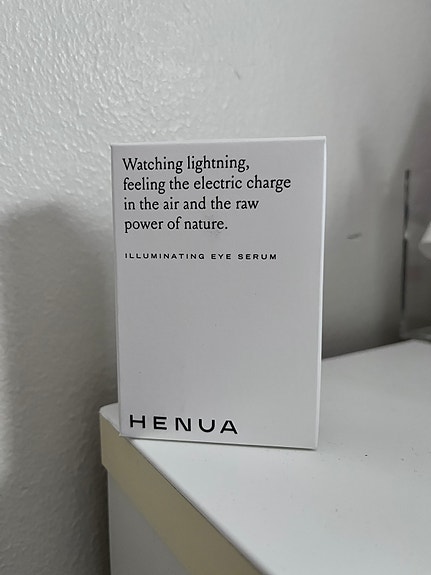 Watching lightning,
feeling the electric charge
in the air and the raw
power of nature.
ILLUMINATING EYE SERUM
HENUA